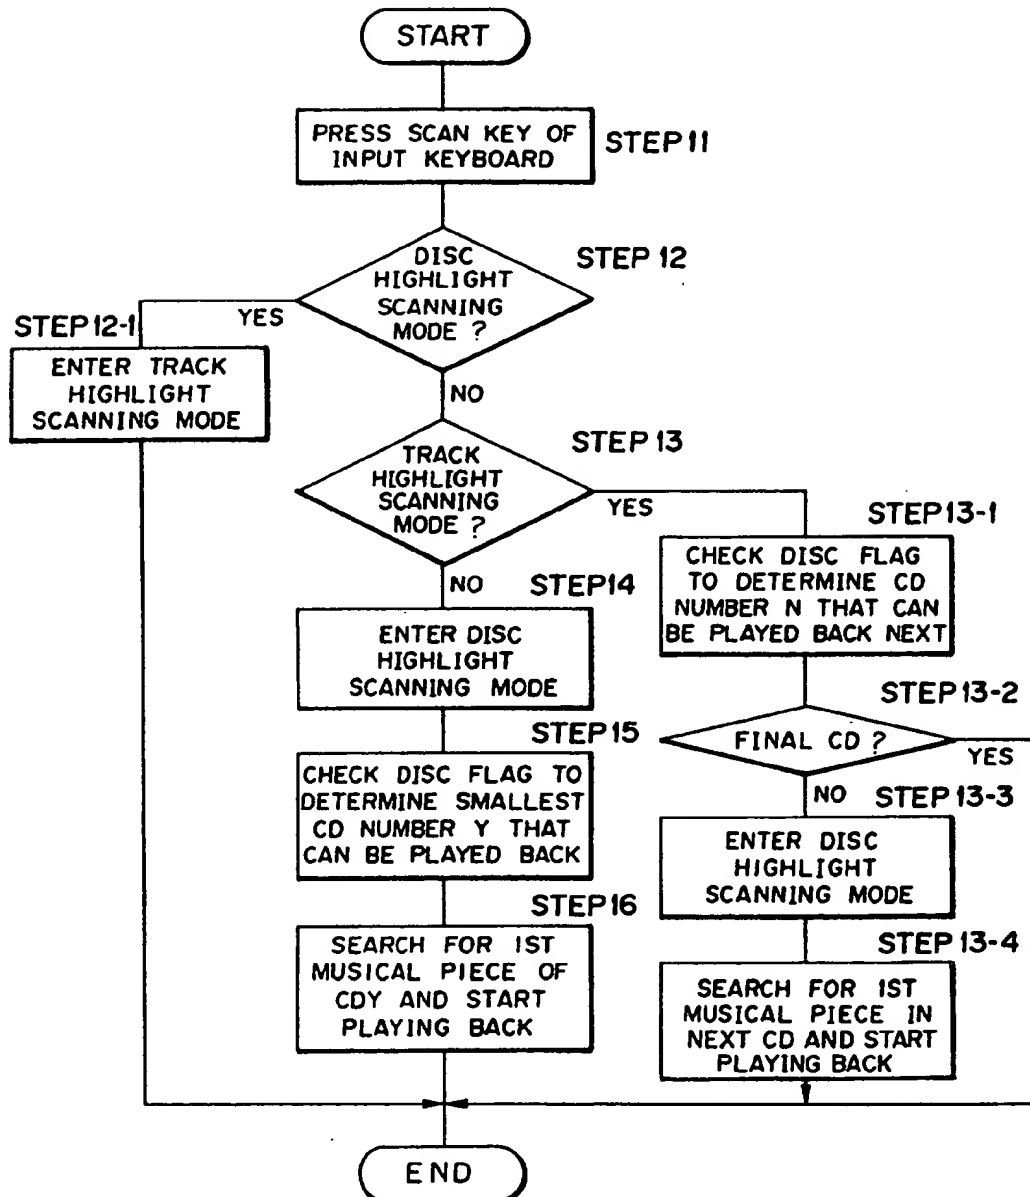 START
PRESS SCAN KEY OF
INPUT KEYBOARD
STEP 11
DISC
HIGHLIGHT
SCANNING
MODE ?
STEP 12
YES
STEP 12-1
ENTER TRACK
HIGHLIGHT
SCANNING MODE
NO
TRACK
HIGHLIGHT
SCANNING
MODE ?
STEP 13
YES
STEP 13-1
CHECK DISC FLAG
TO DETERMINE CD
NUMBER N THAT CAN
BE PLAYED BACK NEXT
NO
STEP 14
ENTER DISC
HIGHLIGHT
SCANNING MODE
STEP 13-2
FINAL CD ?
YES
STEP 15
CHECK DISC FLAG TO
DETERMINE SMALLEST
CD NUMBER Y THAT
CAN BE PLAYED BACK
NO
STEP 13-3
ENTER DISC
HIGHLIGHT
SCANNING MODE
STEP 16
SEARCH FOR 1ST
MUSICAL PIECE OF
CDY AND START
PLAYING BACK
STEP 13-4
SEARCH FOR 1ST
MUSICAL PIECE IN
NEXT CD AND START
PLAYING BACK
END